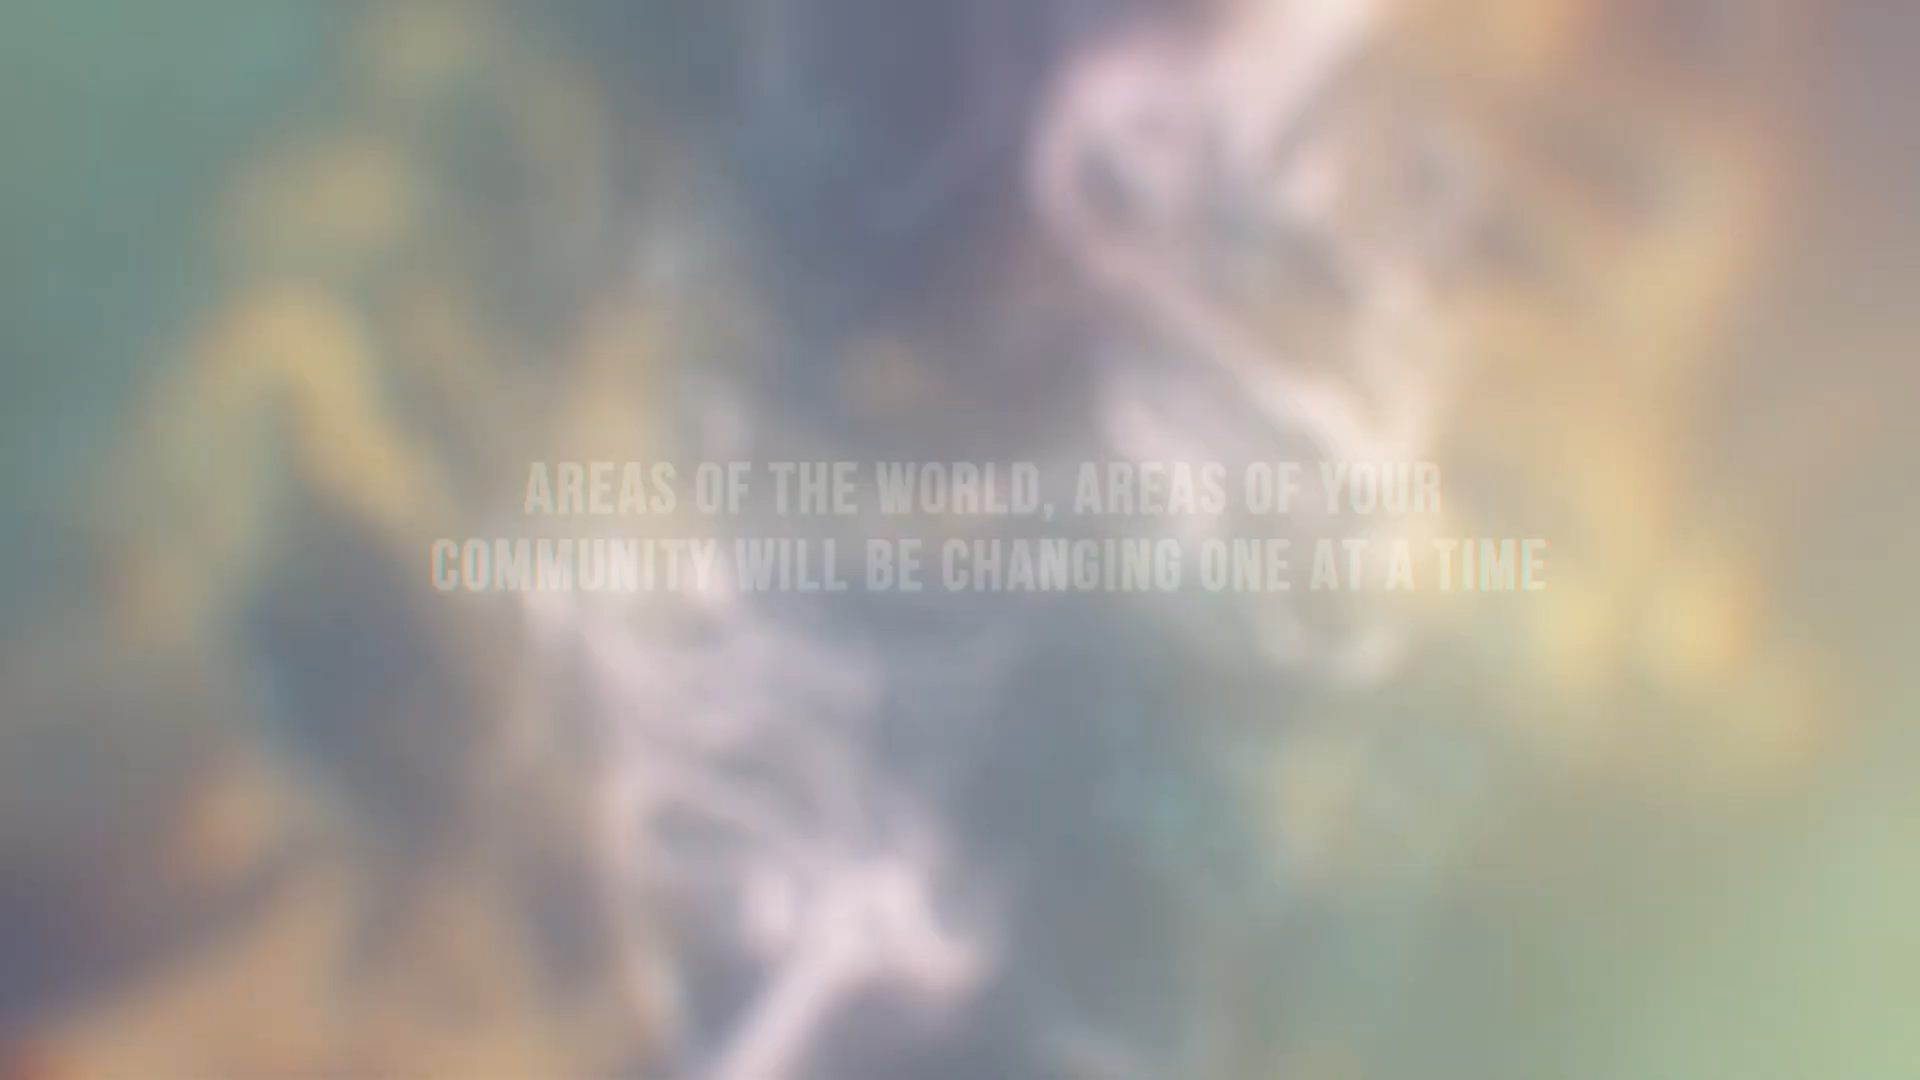 AREAS OF THE WORLD, AREAS OF YOUR
COMMUNITY WILL BE CHANGING ONE AT A TIME